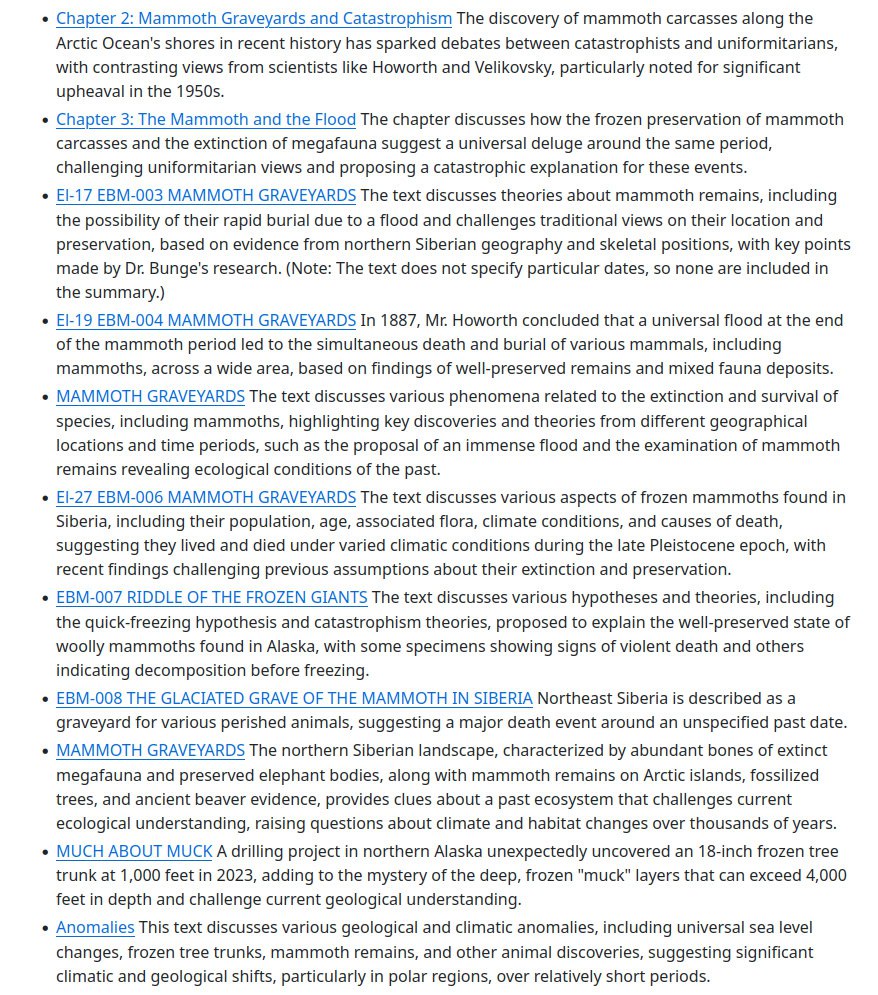 • Chapter 2: Mammoth Graveyards and Catastrophism The discovery of mammoth carcasses along the
Arctic Ocean's shores in recent history has sparked debates between catastrophists and uniformitarians,
with contrasting views from scientists like Howorth and Velikovsky, particularly noted for significant
upheaval in the 1950s.
• Chapter 3: The Mammoth and the Flood The chapter discusses how the frozen preservation of mammoth
carcasses and the extinction of megafauna suggest a universal deluge around the same period,
challenging uniformitarian views and proposing a catastrophic explanation for these events.
• EI-17 EBM-003 MAMMOTH GRAVEYARDS The text discusses theories about mammoth remains, including
the possibility of their rapid burial due to a flood and challenges traditional views on their location and
preservation, based on evidence from northern Siberian geography and skeletal positions, with key points
made by Dr. Bunge's research. (Note: The text does not specify particular dates, so none are included in
the summary.)
• EI-19 EBM-004 MAMMOTH GRAVEYARDS In 1887, Mr. Howorth concluded that a universal flood at the end
of the mammoth period led to the simultaneous death and burial of various mammals, including
mammoths, across a wide area, based on findings of well-preserved remains and mixed fauna deposits.
• MAMMOTH GRAVEYARDS The text discusses various phenomena related to the extinction and survival of
species, including mammoths, highlighting key discoveries and theories from different geographical
locations and time periods, such as the proposal of an immense flood and the examination of mammoth
remains revealing ecological conditions of the past.
• EI-27 EBM-006 MAMMOTH GRAVEYARDS The text discusses various aspects of frozen mammoths found in
Siberia, including their population, age, associated flora, climate conditions, and causes of death,
suggesting they lived and died under varied climatic conditions during the late Pleistocene epoch, with
recent findings challenging previous assumptions about their extinction and preservation.
• EBM-007 RIDDLE OF THE FROZEN GIANTS The text discusses various hypotheses and theories, including
the quick-freezing hypothesis and catastrophism theories, proposed to explain the well-preserved state of
woolly mammoths found in Alaska, with some specimens showing signs of violent death and others
indicating decomposition before freezing.
• EBM-008 THE GLACIATED GRAVE OF THE MAMMOTH IN SIBERIA Northeast Siberia is described as a
graveyard for various perished animals, suggesting a major death event around an unspecified past date.
• MAMMOTH GRAVEYARDS The northern Siberian landscape, characterized by abundant bones of extinct
megafauna and preserved elephant bodies, along with mammoth remains on Arctic islands, fossilized
trees, and ancient beaver evidence, provides clues about a past ecosystem that challenges current
ecological understanding, raising questions about climate and habitat changes over thousands of years.
• MUCH ABOUT MUCK A drilling project in northern Alaska unexpectedly uncovered an 18-inch frozen tree
trunk at 1,000 feet in 2023, adding to the mystery of the deep, frozen "muck" layers that can exceed 4,000
feet in depth and challenge current geological understanding.
• Anomalies This text discusses various geological and climatic anomalies, including universal sea level
changes, frozen tree trunks, mammoth remains, and other animal discoveries, suggesting significant
climatic and geological shifts, particularly in polar regions, over relatively short periods.